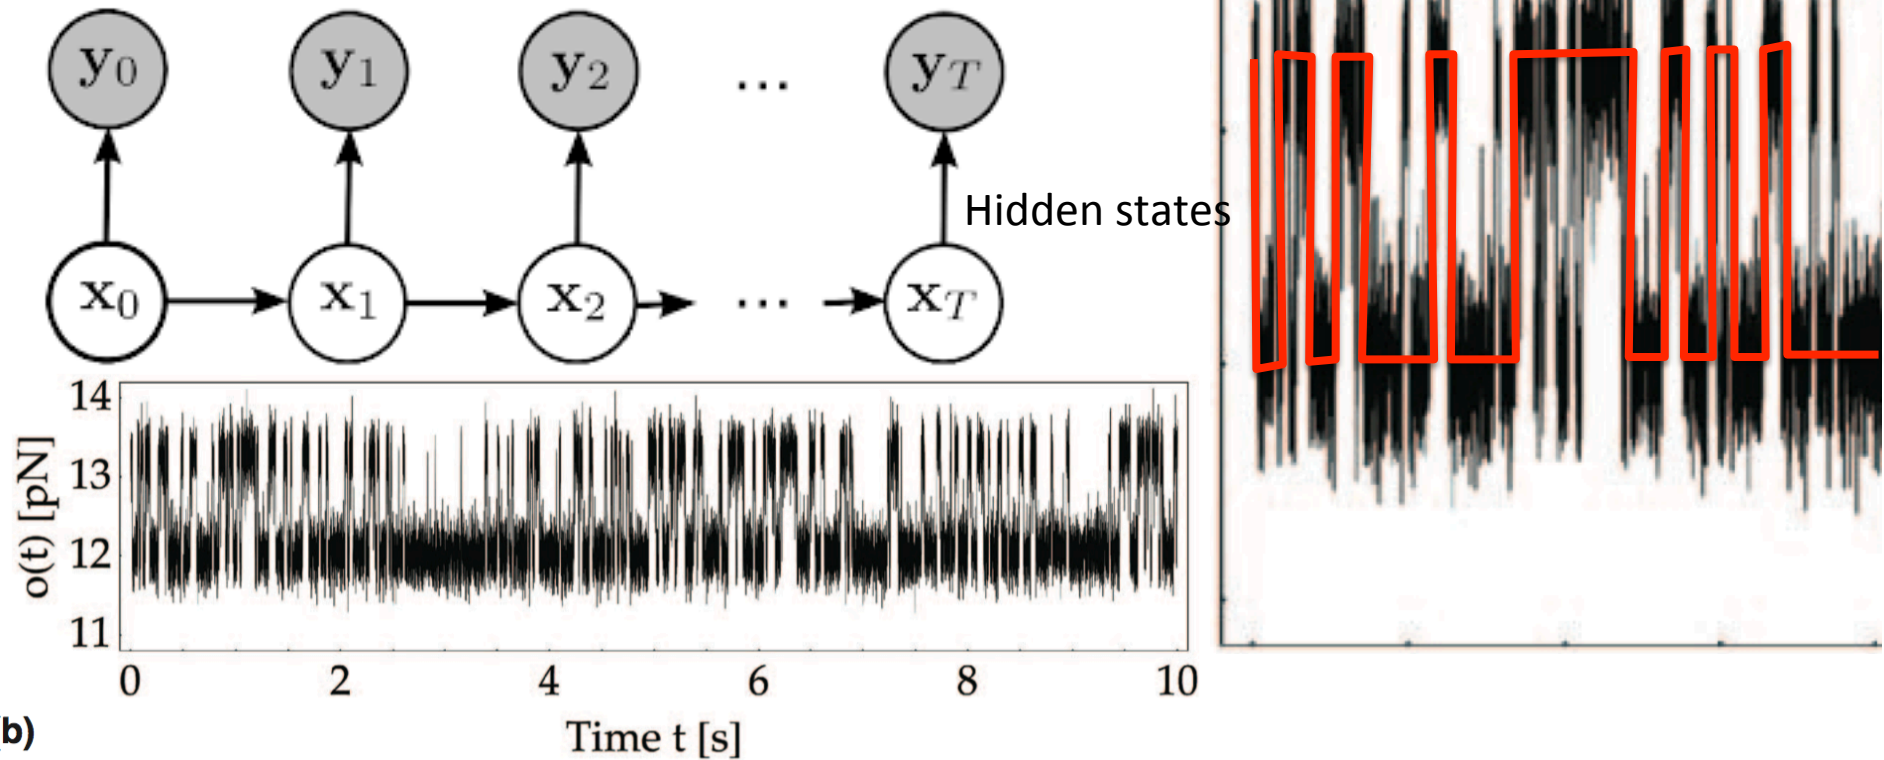 y0 y1 y2 ... yT
Hidden states
x0 x1 x2 ... xT
14
13
12
11
o(t) [pN]
0 2 4 6 8 10
Time t [s]
b)